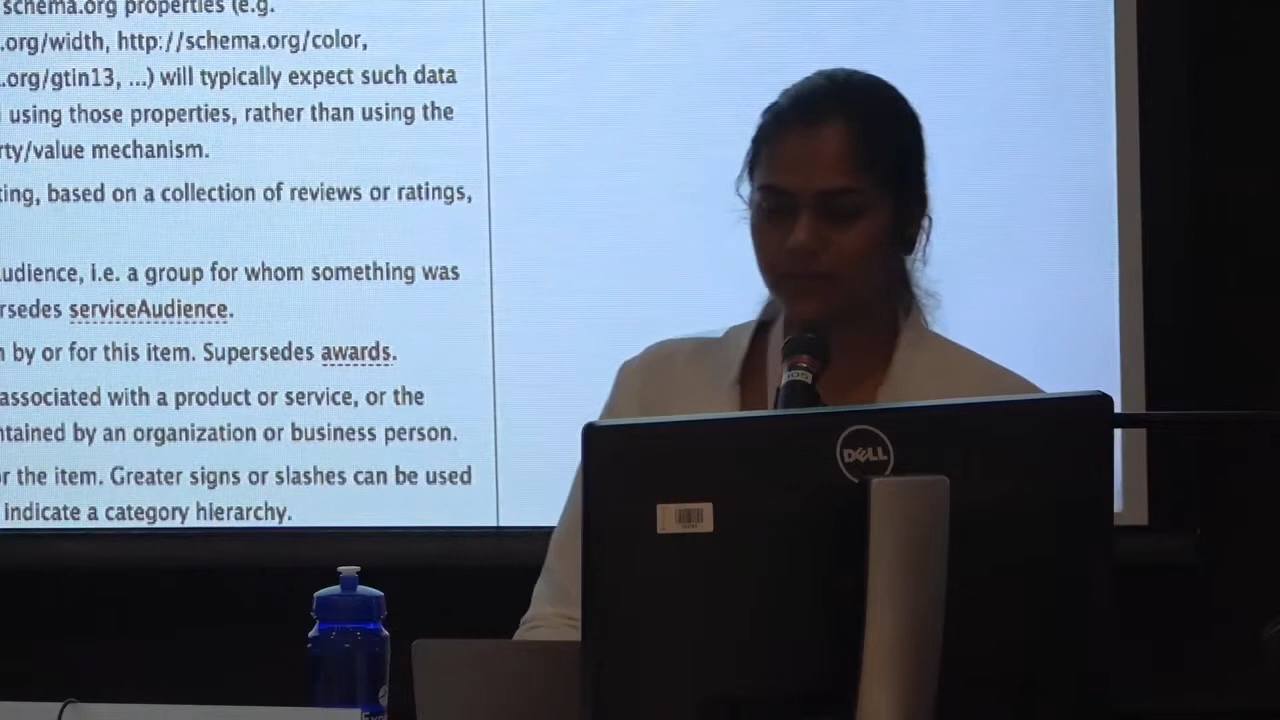 schema.org properties (e.g.
.org/width, http://schema.org/color,
.org/gtin13, ...) will typically expect such data
using those properties, rather than using the
rty/value mechanism.
ting, based on a collection of reviews or ratings,
udience, i.e. a group for whom something was
rsedes serviceAudience.
n by or for this item. Supersedes awards.
associated with a product or service, or the
ntained by an organization or business person.
or the item. Greater signs or slashes can be used
indicate a category hierarchy.
DELL